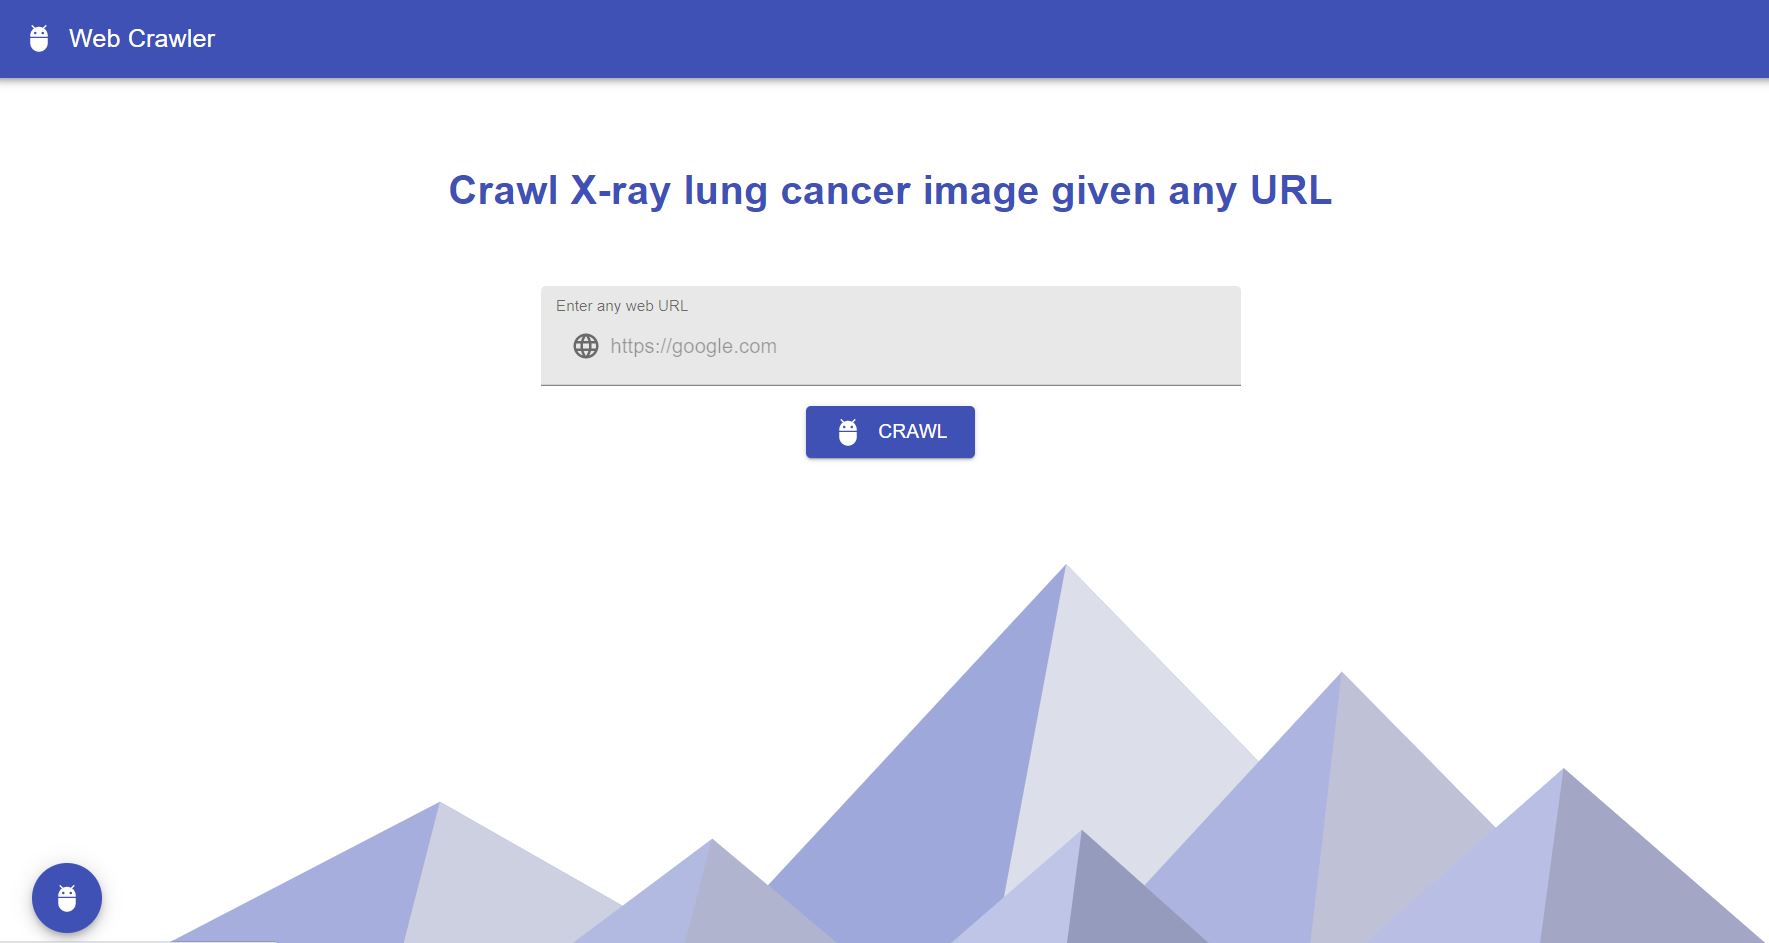 Web Crawler
Crawl X-ray lung cancer image given any URL
Enter any web URL
https://google.com
CRAWL